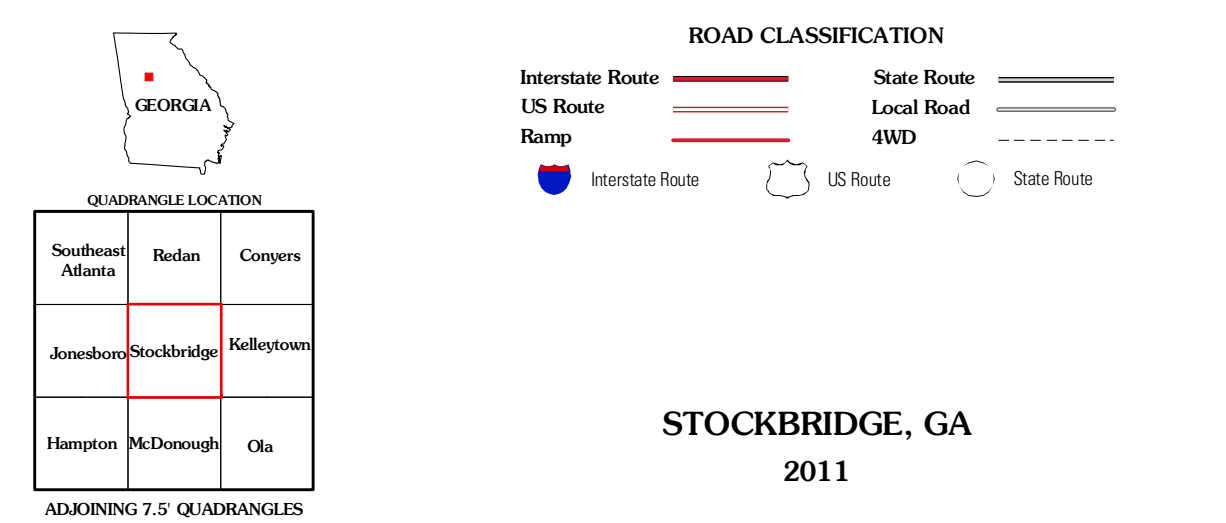 GEORGIA
QUADRANGLE LOCATION
Southeast
Atlanta
Redan
Conyers
Jonesboro
Stockbridge
Kelleytown
Hampton
McDonough
Ola
ADJOINING 7.5' QUADRANGLES
ROAD CLASSIFICATION
Interstate Route
State Route
US Route
Local Road
Ramp
4WD
Interstate Route
US Route
State Route
STOCKBRIDGE, GA
2011